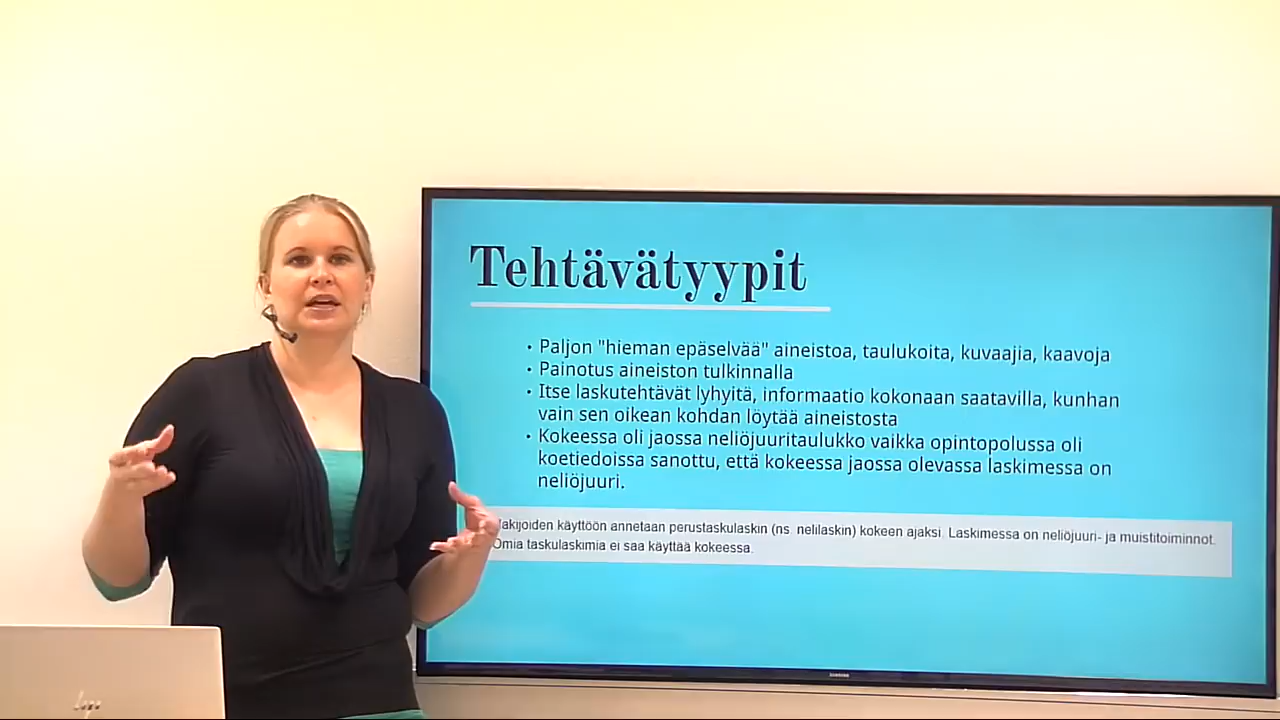 Tehtävätyypit
• Paljon "hieman epäselvää" aineistoa, taulukoita, kuvaajia, kaavoja
• Painotus aineiston tulkinnalla
• Itse laskutehtävät lyhyitä, informaatio kokonaan saatavilla, kunhan
vain sen oikean kohdan löytää aineistosta
• Kokeessa oli jaossa neliöjuuritaulukko vaikka opintopolussa oli
koetiedoissa sanottu, että kokeessa jaossa olevassa laskimessa on
neliöjuuri.
käyttöön annetaan perustaskulaskin (ns. nelilaskin) kokeen ajaksi. Laskimessa on neliöjuuri- ja muistitoiminnot.
Omia taskulaskimia ei saa käyttää kokeessa.
SAMSUNG
hp